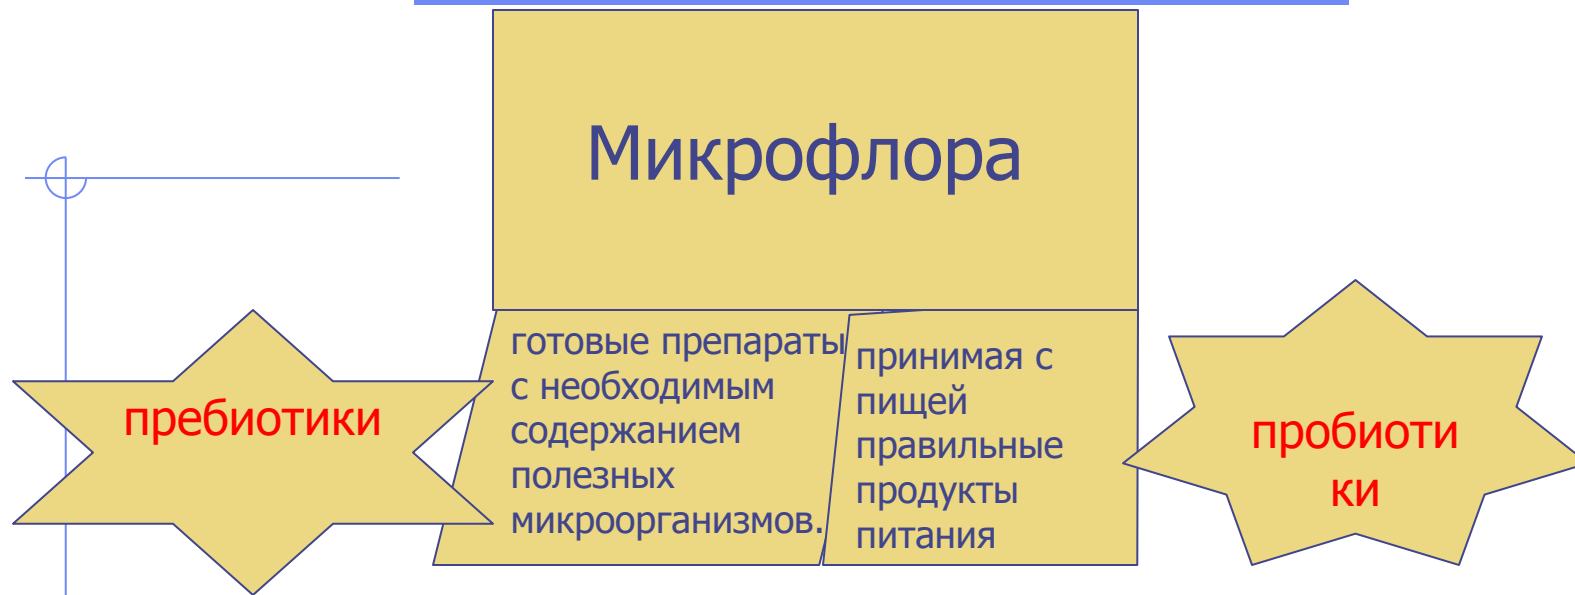 Микрофлора
пребиотики
готовые препараты
с необходимым
содержанием
полезных
микроорганизмов.
принимая с
пищей
правильные
продукты
питания
пробиоти
ки